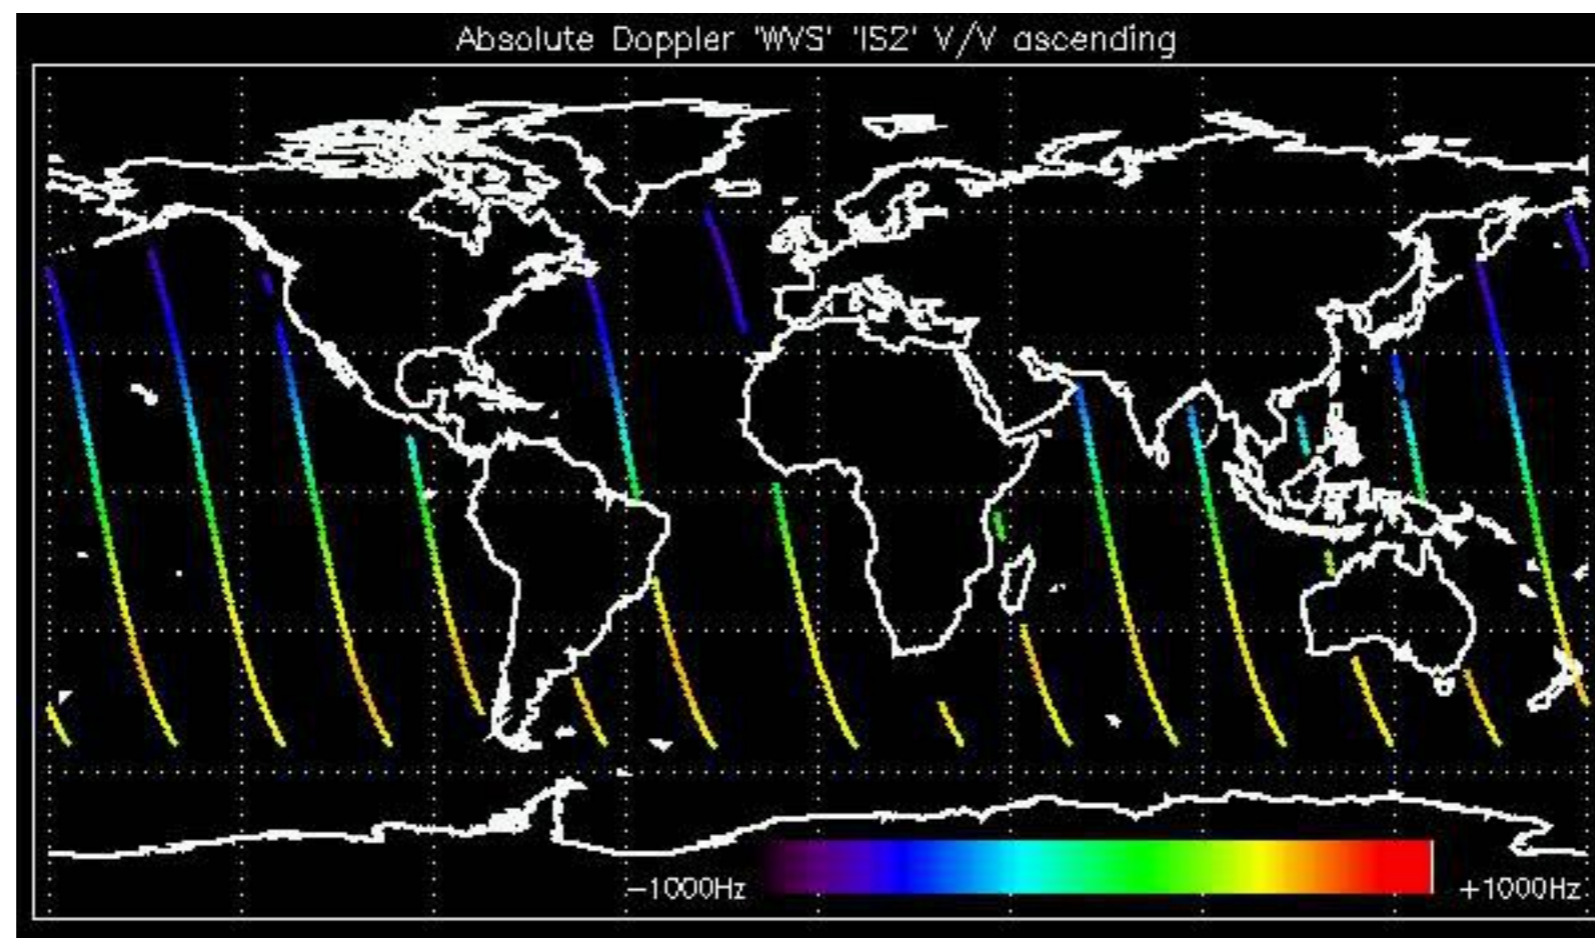 Absolute Doppler 'WVS' 'IS2' V/V ascending
−1000Hz +1000Hz